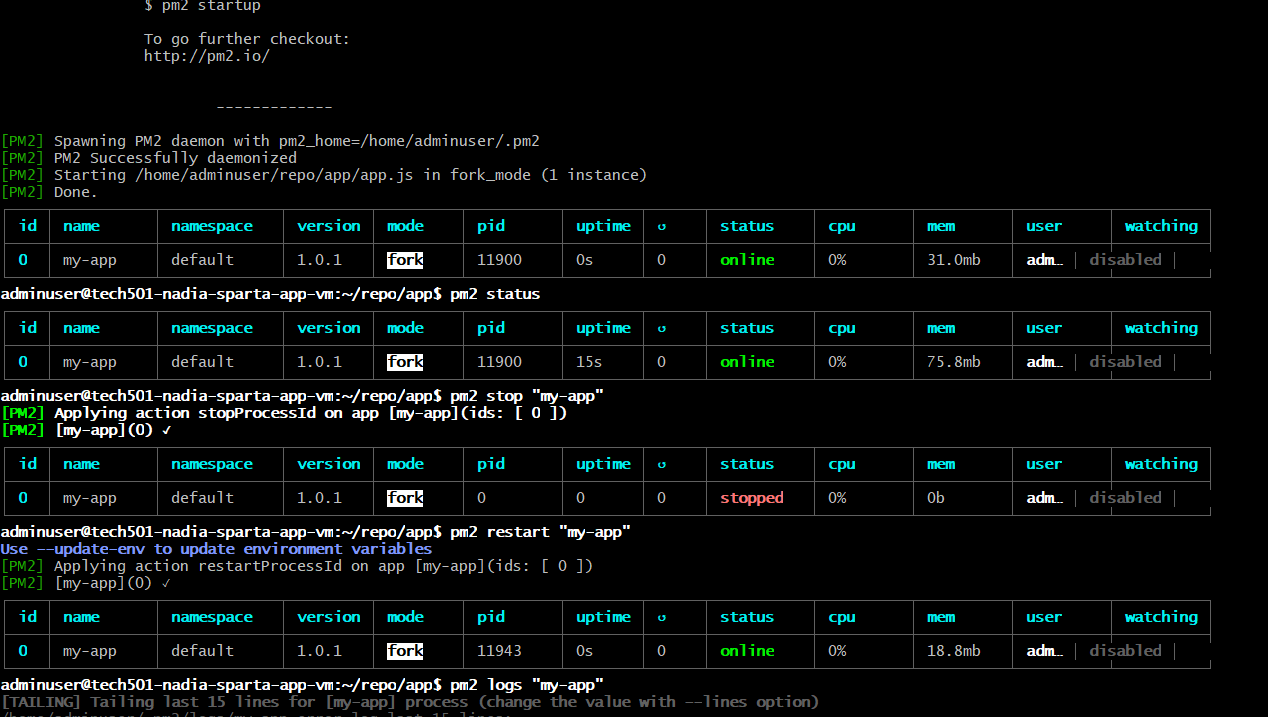 $ pm2 startup
To go further checkout:
http://pm2.io/
-------------
[PM2] Spawning PM2 daemon with pm2_home=/home/adminuser/.pm2
[PM2] PM2 Successfully daemonized
[PM2] Starting /home/adminuser/repo/app/app.js in fork_mode (1 instance)
[PM2] Done.
id name namespace version mode pid uptime ↺ status cpu mem user watching
0 my-app default 1.0.1 fork 11900 0s 0 online 0% 31.0mb adm… disabled
adminuser@tech501-nadia-sparta-app-vm:~/repo/app$ pm2 status
id name namespace version mode pid uptime ↺ status cpu mem user watching
0 my-app default 1.0.1 fork 11900 15s 0 online 0% 75.8mb adm… disabled
adminuser@tech501-nadia-sparta-app-vm:~/repo/app$ pm2 stop "my-app"
[PM2] Applying action stopProcessId on app [my-app](ids: [ 0 ])
[PM2] [my-app](0) ✓
id name namespace version mode pid uptime ↺ status cpu mem user watching
0 my-app default 1.0.1 fork 0 0 0 stopped 0% 0b adm… disabled
adminuser@tech501-nadia-sparta-app-vm:~/repo/app$ pm2 restart "my-app"
Use --update-env to update environment variables
[PM2] Applying action restartProcessId on app [my-app](ids: [ 0 ])
[PM2] [my-app](0) ✓
id name namespace version mode pid uptime ↺ status cpu mem user watching
0 my-app default 1.0.1 fork 11943 0s 0 online 0% 18.8mb adm… disabled
adminuser@tech501-nadia-sparta-app-vm:~/repo/app$ pm2 logs "my-app"
[TAILING] Tailing last 15 lines for [my-app] process (change the value with --lines option)
/home/adminuser/.pm2/logs/my-app-error.log last 15 lines: